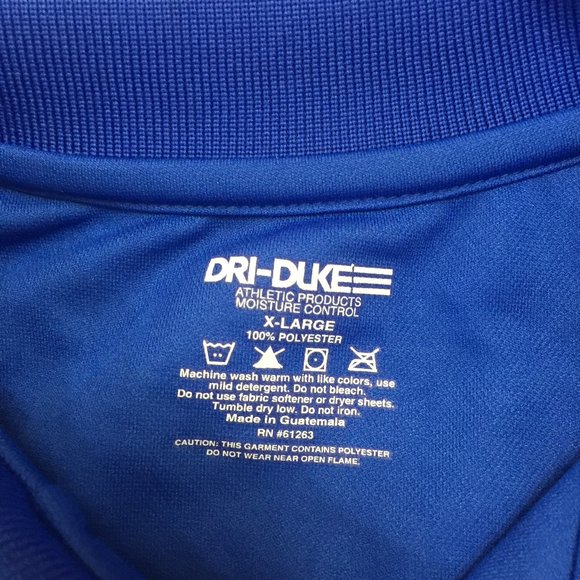 DRI-DUKE
ATHLETIC PRODUCTS
MOISTURE CONTROL
X-LARGE
100% POLYESTER
Machine wash warm with like colors, use
mild detergent. Do not bleach.
Do not use fabric softener or dryer sheets.
Tumble dry low. Do not iron.
Made in Guatemala
RN #61263
CAUTION: THIS GARMENT CONTAINS POLYESTER
DO NOT WEAR NEAR OPEN FLAME.